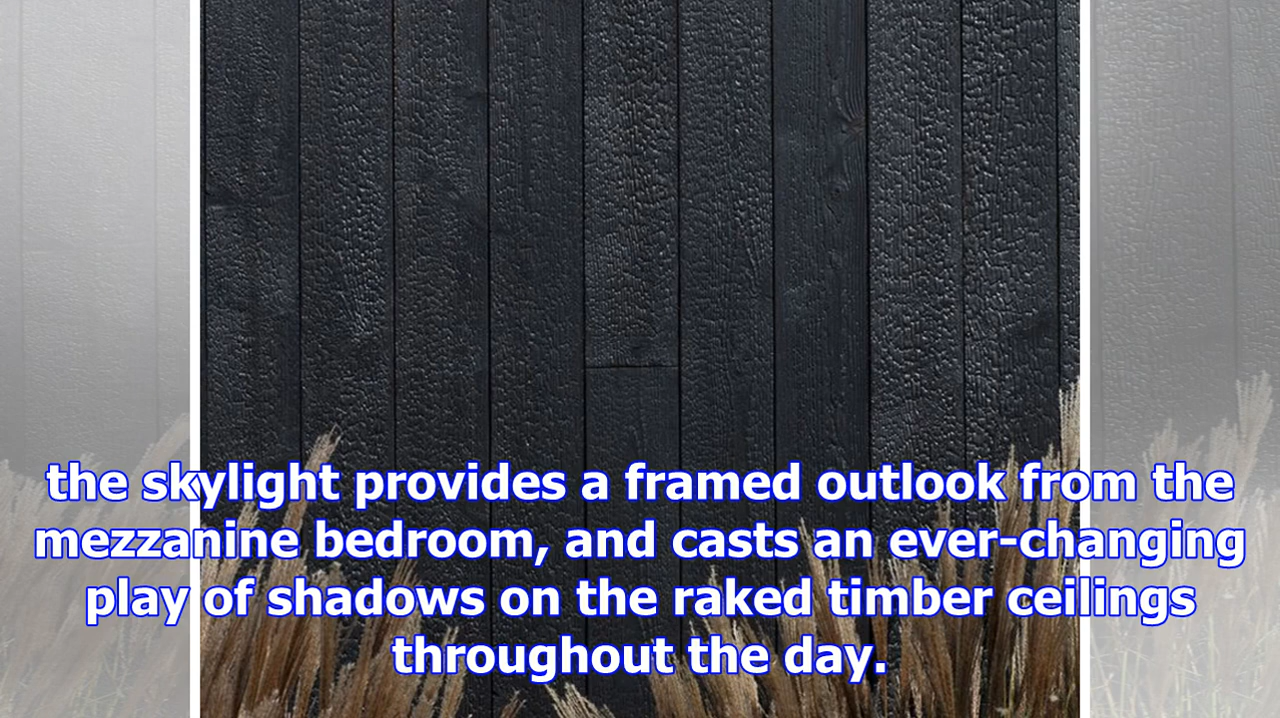 the skylight provides a framed outlook from the
mezzanine bedroom, and casts an ever-changing
play of shadows on the raked timber ceilings
throughout the day.